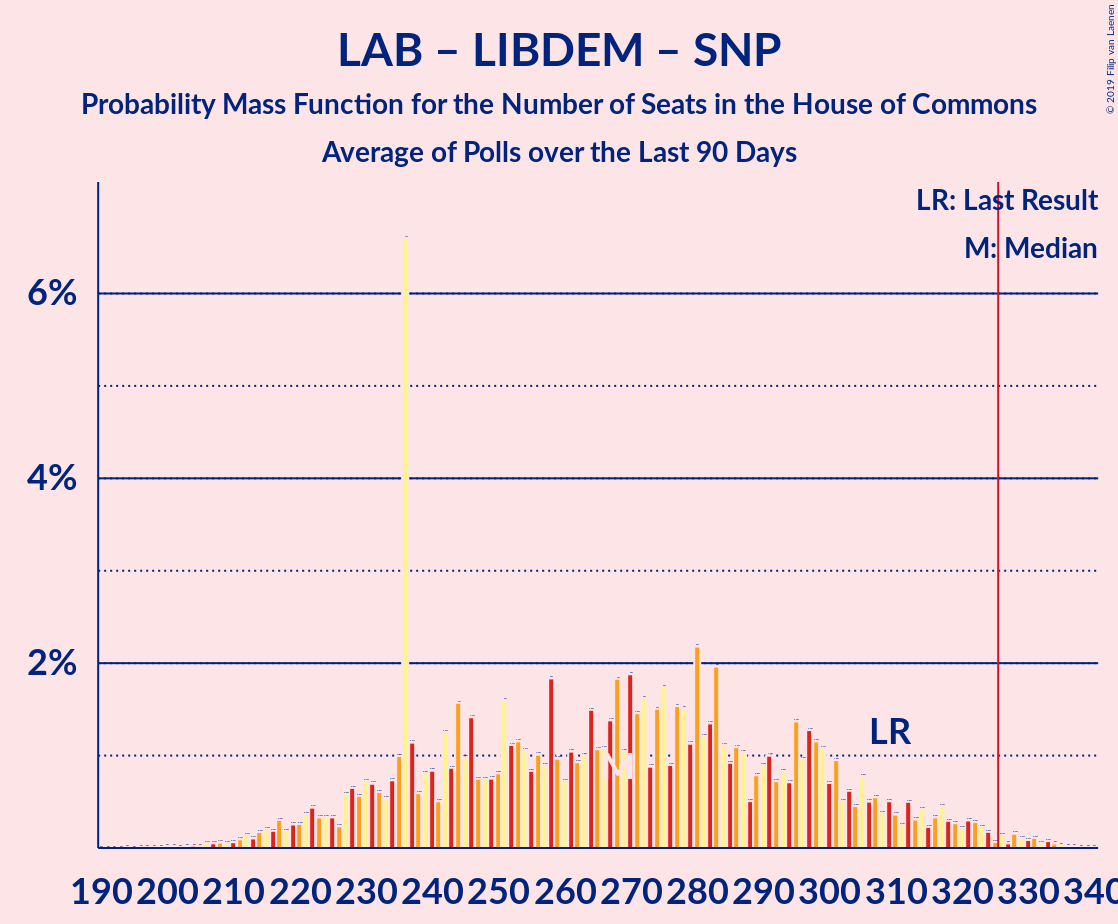 LAB – LIBDEM – SNP
Probability Mass Function for the Number of Seats in the House of Commons
Average of Polls over the Last 90 Days
© 2019 Filip van Laenen
LR: Last Result
M: Median
6%
4%
2%
LR
M
190 200 210 220 230 240 250 260 270 280 290 300 310 320 330 340